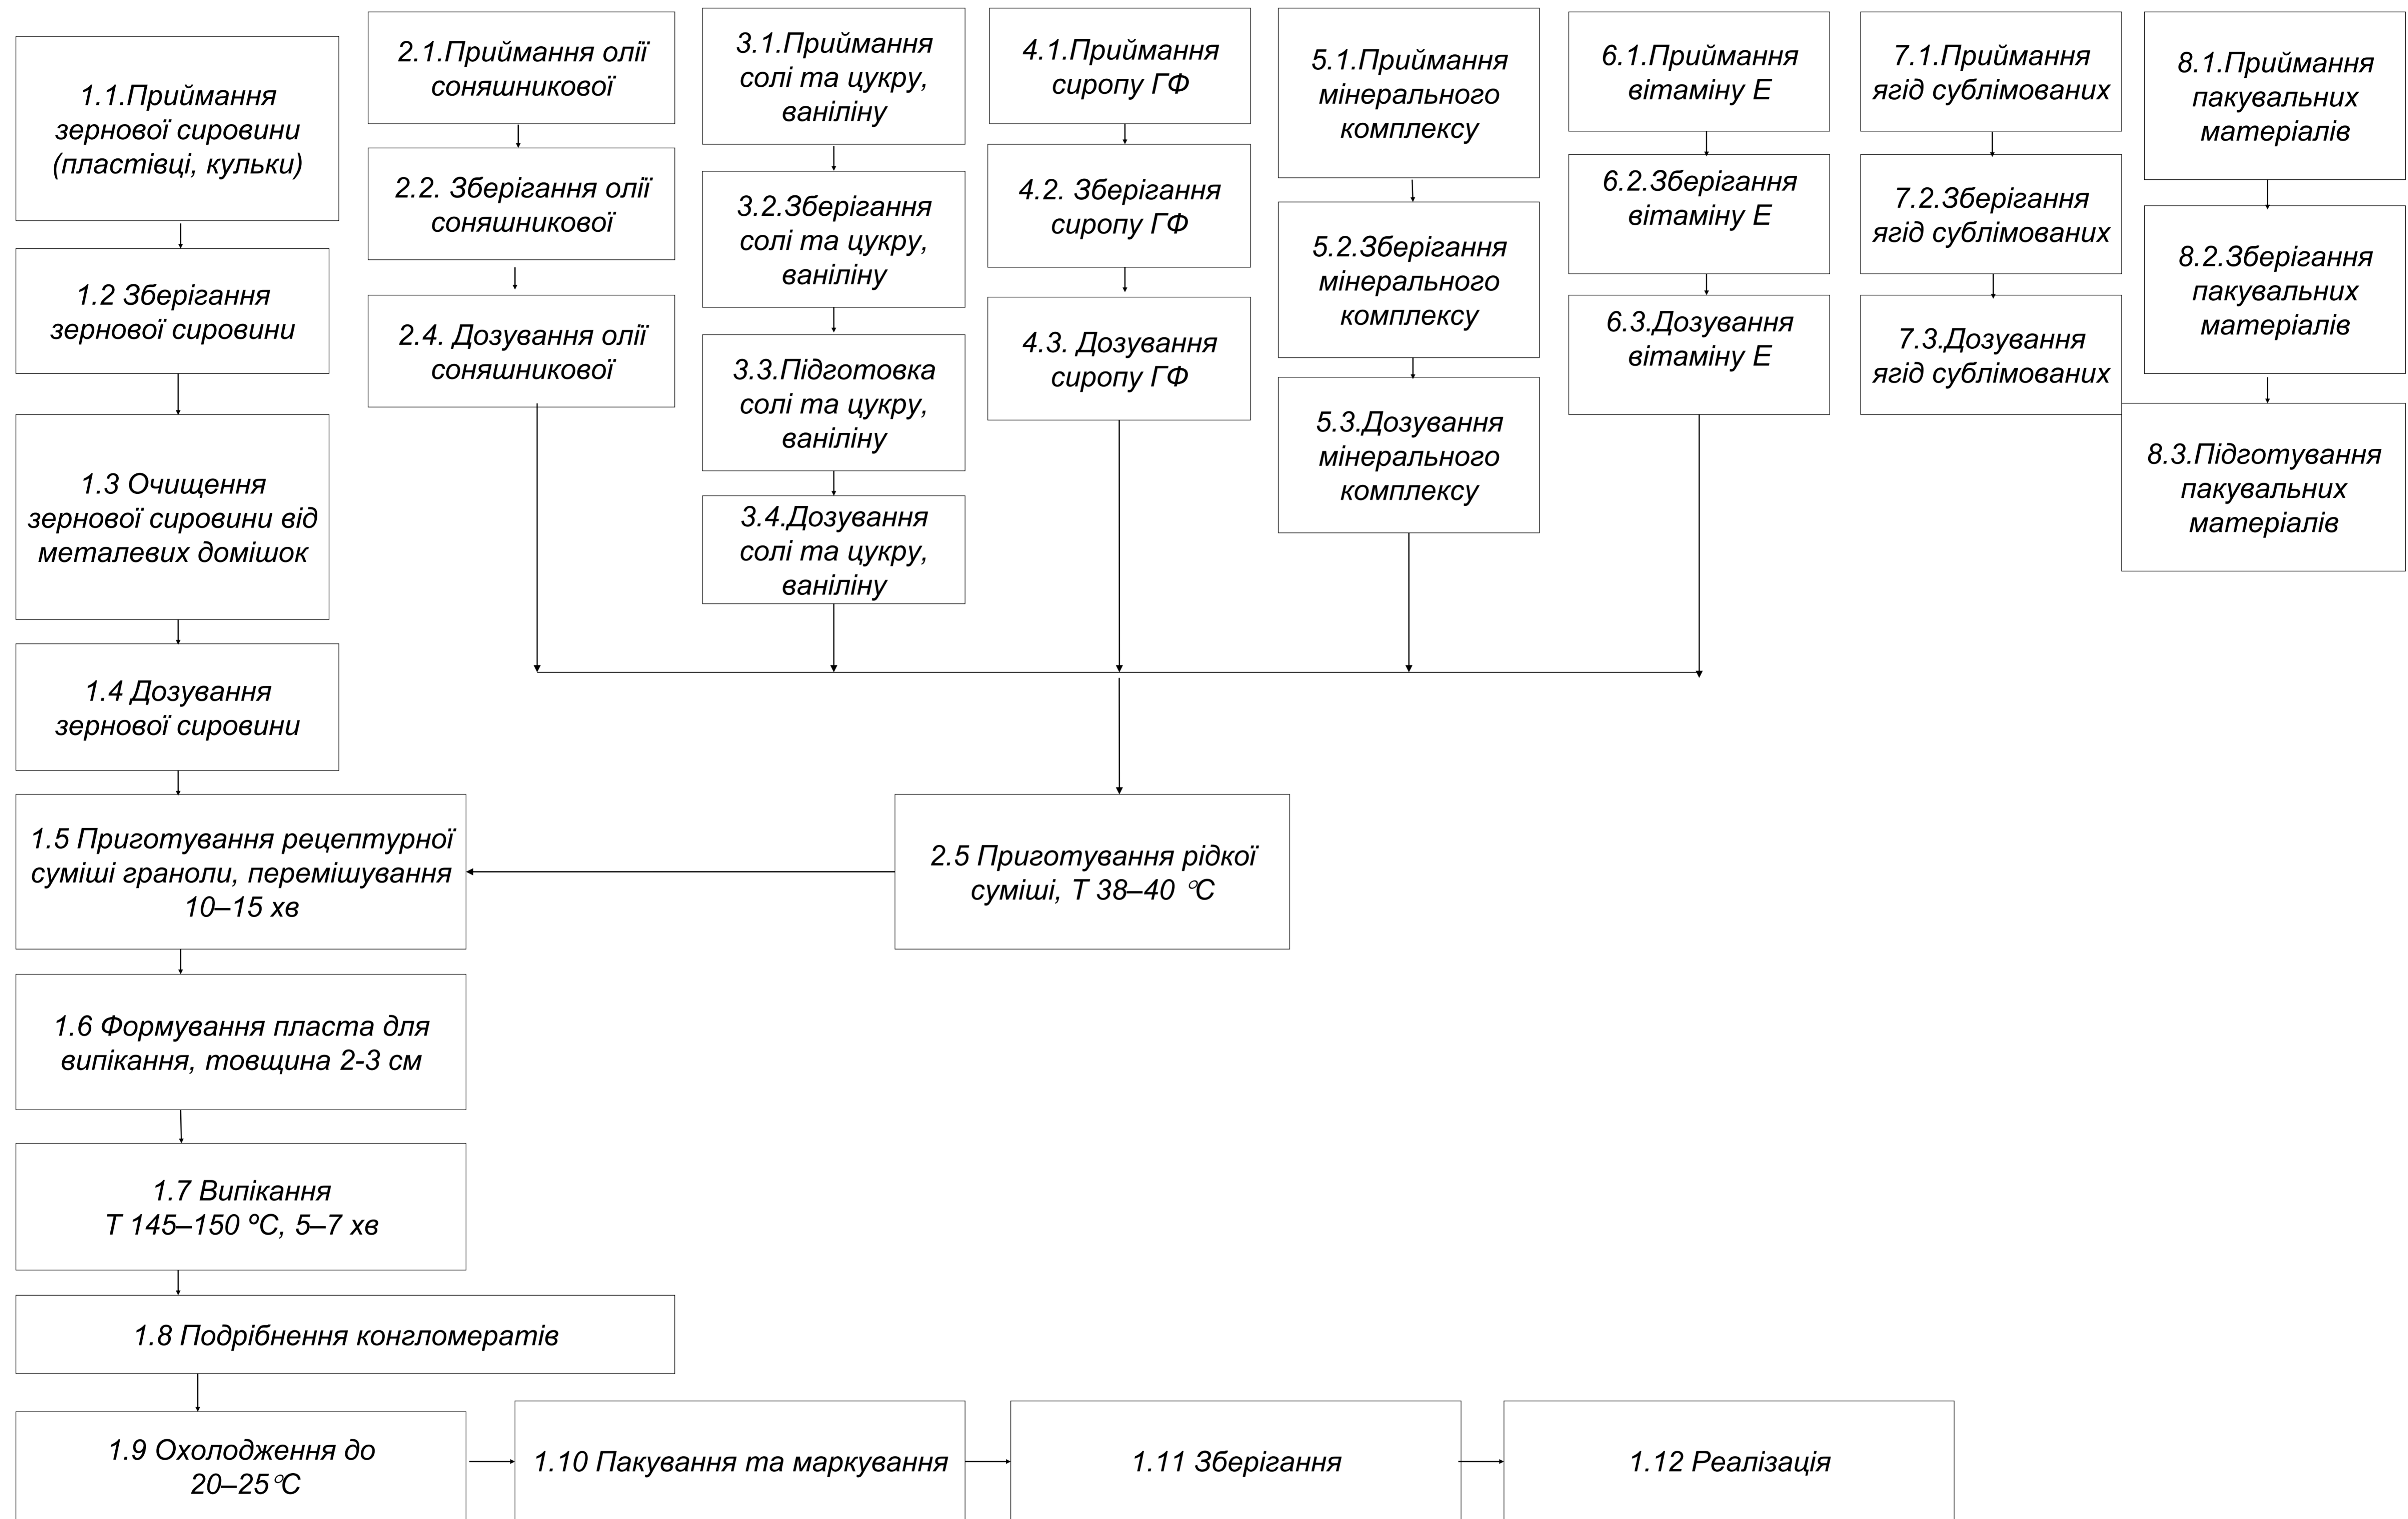 1.1.Приймання
зернової сировини
(пластівці, кульки)
1.2 Зберігання
зернової сировини
1.3 Очищення
зернової сировини від
металевих домішок
1.4 Дозування
зернової сировини
1.5 Приготування рецептурної
суміші граноли, перемішування
10–15 хв
1.6 Формування пласта для
випікання, товщина 2-3 см
1.7 Випікання
Т 145–150 ºС, 5–7 хв
1.8 Подрібнення конгломератів
1.9 Охолодження до
20–25°С
1.10 Пакування та маркування
1.11 Зберігання
1.12 Реалізація
2.1.Приймання олії
соняшникової
2.2. Зберігання олії
соняшникової
2.4. Дозування олії
соняшникової
2.5 Приготування рідкої
суміші, Т 38–40 °С
3.1.Приймання
солі та цукру,
ваніліну
3.2.Зберігання
солі та цукру,
ваніліну
3.3.Підготовка
солі та цукру,
ваніліну
3.4.Дозування
солі та цукру,
ваніліну
4.1.Приймання
сиропу ГФ
4.2. Зберігання
сиропу ГФ
4.3. Дозування
сиропу ГФ
5.1.Приймання
мінерального
комплексу
5.2.Зберігання
мінерального
комплексу
5.3.Дозування
мінерального
комплексу
6.1.Приймання
вітаміну Е
6.2.Зберігання
вітаміну Е
6.3.Дозування
вітаміну Е
7.1.Приймання
ягід сублімованих
7.2.Зберігання
ягід сублімованих
7.3.Дозування
ягід сублімованих
8.1.Приймання
пакувальних
матеріалів
8.2.Зберігання
пакувальних
матеріалів
8.3.Підготування
пакувальних
матеріалів